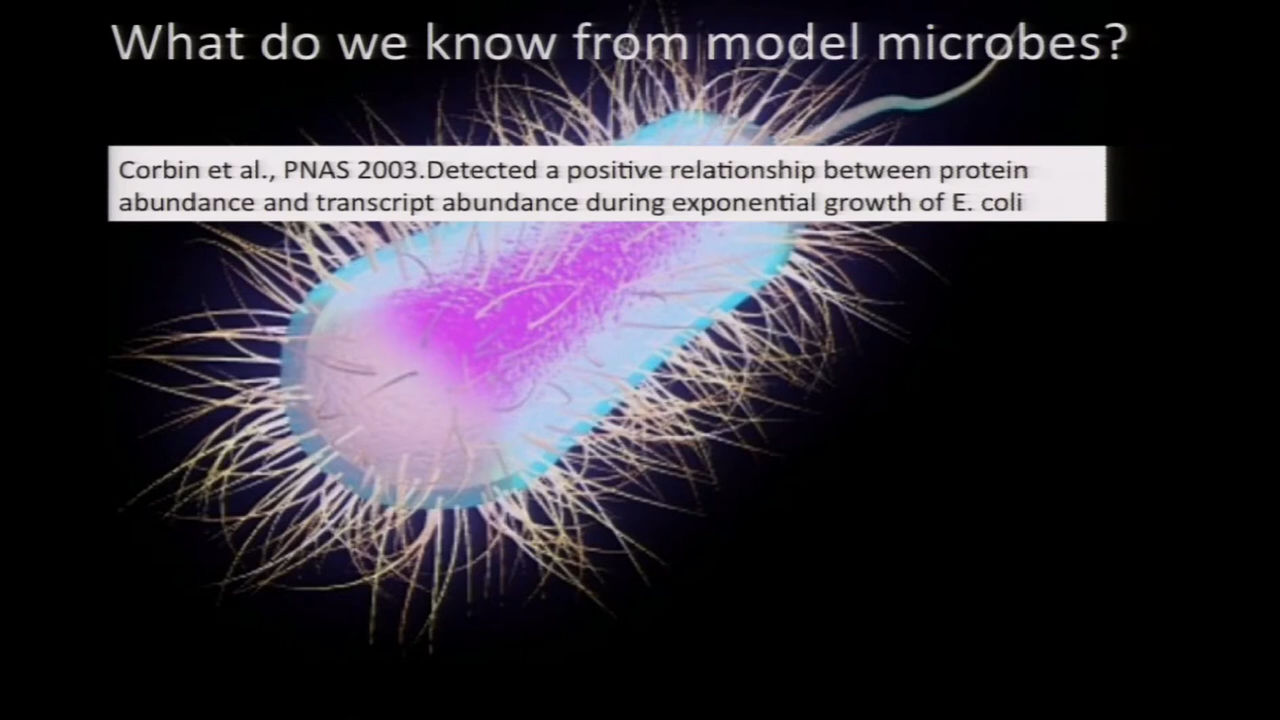 What do we know from model microbes?
Corbin et al., PNAS 2003.Detected a positive relationship between protein
abundance and transcript abundance during exponential growth of E. coli